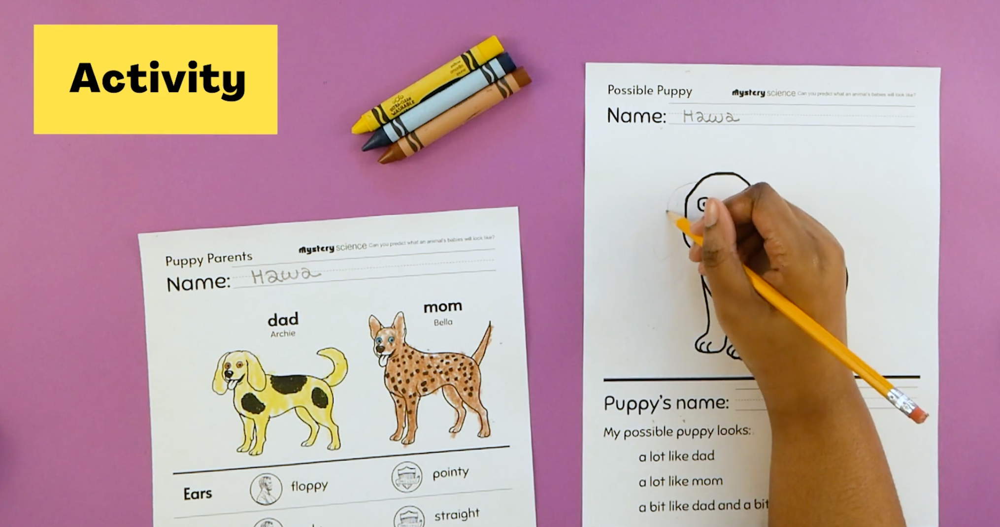 Activity
yellow
amarillo
jaune
ULTRA-CLEAN
WASHABLE
Puppy Parents
Mystery science Can you predict what an animal's babies will look like?
Name: Hawa
dad
Archie
mom
Bella
Ears floppy pointy
straight
Possible Puppy
Mystery science Can you predict what an animal's babies will look like?
Name: Hawa
Puppy's name:
My possible puppy looks:
a lot like dad
a lot like mom
a bit like dad and a bit